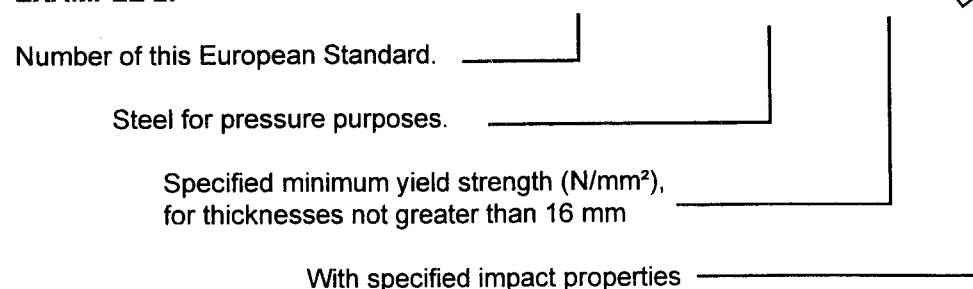 Number of this European Standard.
Steel for pressure purposes.
Specified minimum yield strength (N/mm²),
for thicknesses not greater than 16 mm
With specified impact properties